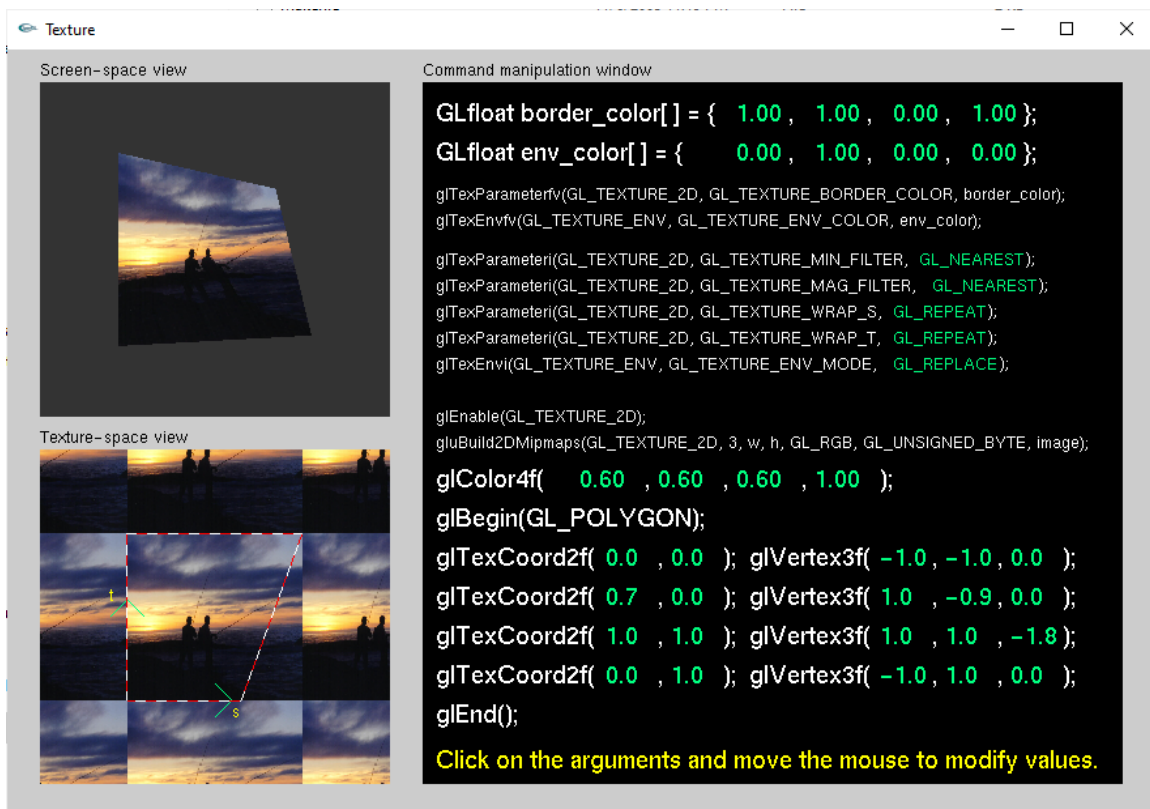 Texture
Screen-space view
Command manipulation window
GLfloat border_color[ ] = { 1.00 , 1.00 , 0.00 , 1.00 };
GLfloat env_color[ ] = { 0.00 , 1.00 , 0.00 , 0.00 };
glTexParameterfv(GL_TEXTURE_2D, GL_TEXTURE_BORDER_COLOR, border_color);
glTexEnvfv(GL_TEXTURE_ENV, GL_TEXTURE_ENV_COLOR, env_color);
glTexParameteri(GL_TEXTURE_2D, GL_TEXTURE_MIN_FILTER, GL_NEAREST);
glTexParameteri(GL_TEXTURE_2D, GL_TEXTURE_MAG_FILTER, GL_NEAREST);
glTexParameteri(GL_TEXTURE_2D, GL_TEXTURE_WRAP_S, GL_REPEAT);
glTexParameteri(GL_TEXTURE_2D, GL_TEXTURE_WRAP_T, GL_REPEAT);
glTexEnvi(GL_TEXTURE_ENV, GL_TEXTURE_ENV_MODE, GL_REPLACE);
glEnable(GL_TEXTURE_2D);
gluBuild2DMipmaps(GL_TEXTURE_2D, 3, w, h, GL_RGB, GL_UNSIGNED_BYTE, image);
glColor4f( 0.60 , 0.60 , 0.60 , 1.00 );
glBegin(GL_POLYGON);
glTexCoord2f( 0.0 , 0.0 ); glVertex3f( -1.0 , -1.0 , 0.0 );
glTexCoord2f( 0.7 , 0.0 ); glVertex3f( 1.0 , -0.9 , 0.0 );
glTexCoord2f( 1.0 , 1.0 ); glVertex3f( 1.0 , 1.0 , -1.8 );
glTexCoord2f( 0.0 , 1.0 ); glVertex3f( -1.0 , 1.0 , 0.0 );
glEnd();
Click on the arguments and move the mouse to modify values.
Texture-space view
t
s